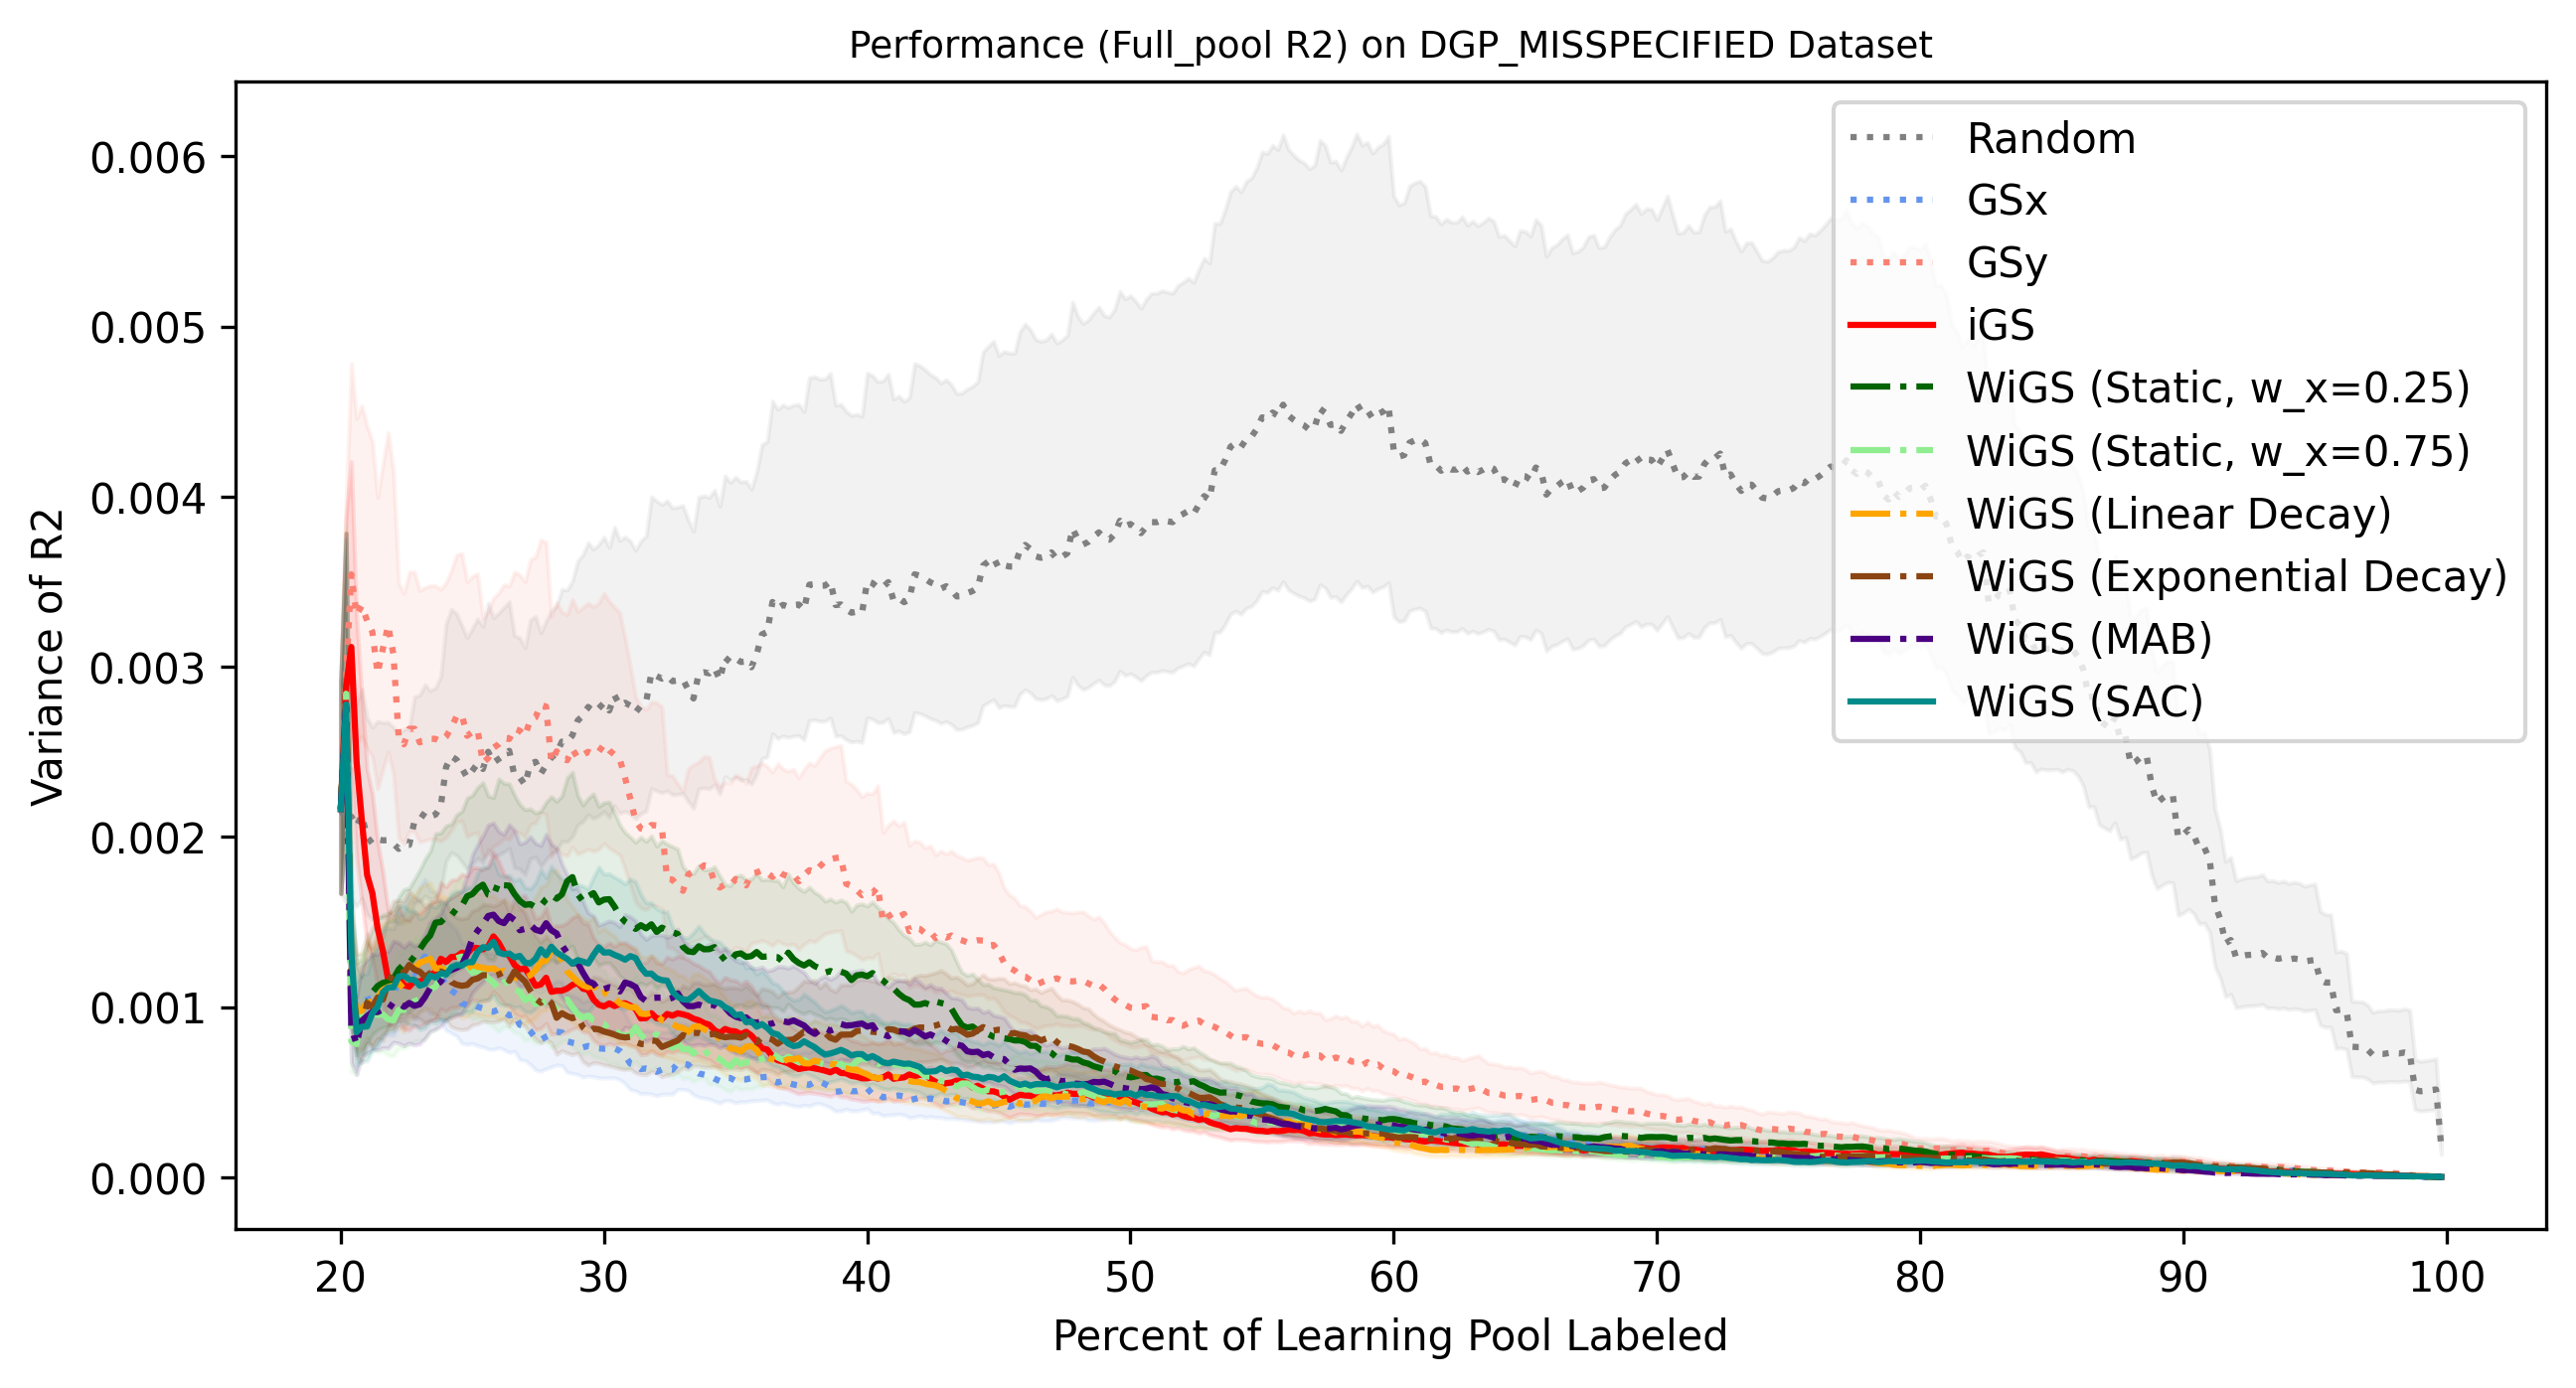 Performance (Full_pool R2) on DGP_MISSPECIFIED Dataset
Variance of R2
0.006
0.005
0.004
0.003
0.002
0.001
0.000
Random
GSx
GSy
iGS
WiGS (Static, w_x=0.25)
WiGS (Static, w_x=0.75)
WiGS (Linear Decay)
WiGS (Exponential Decay)
WiGS (MAB)
WiGS (SAC)
20 30 40 50 60 70 80 90 100
Percent of Learning Pool Labeled